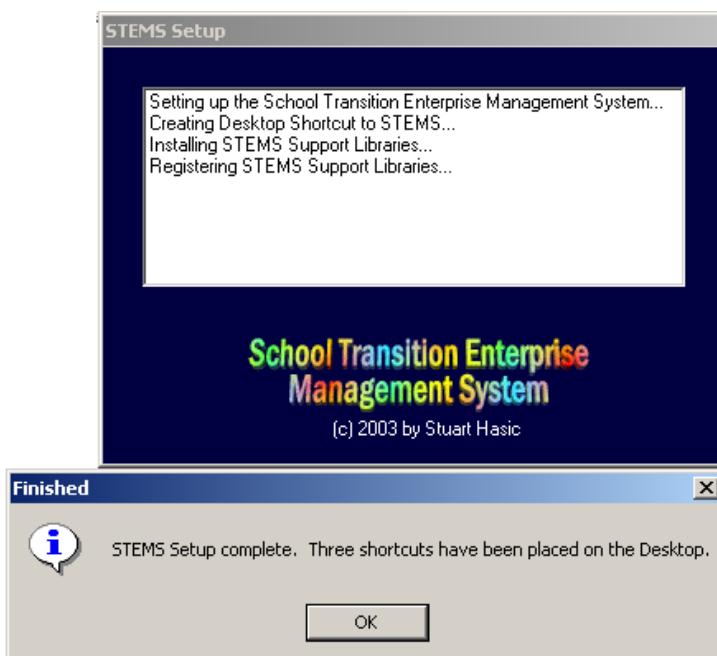 STEMS Setup
Setting up the School Transition Enterprise Management System...
Creating Desktop Shortcut to STEMS...
Installing STEMS Support Libraries...
Registering STEMS Support Libraries...
School Transition Enterprise
Management System
(c) 2003 by Stuart Hasic
Finished
STEMS Setup complete.  Three shortcuts have been placed on the Desktop.
OK